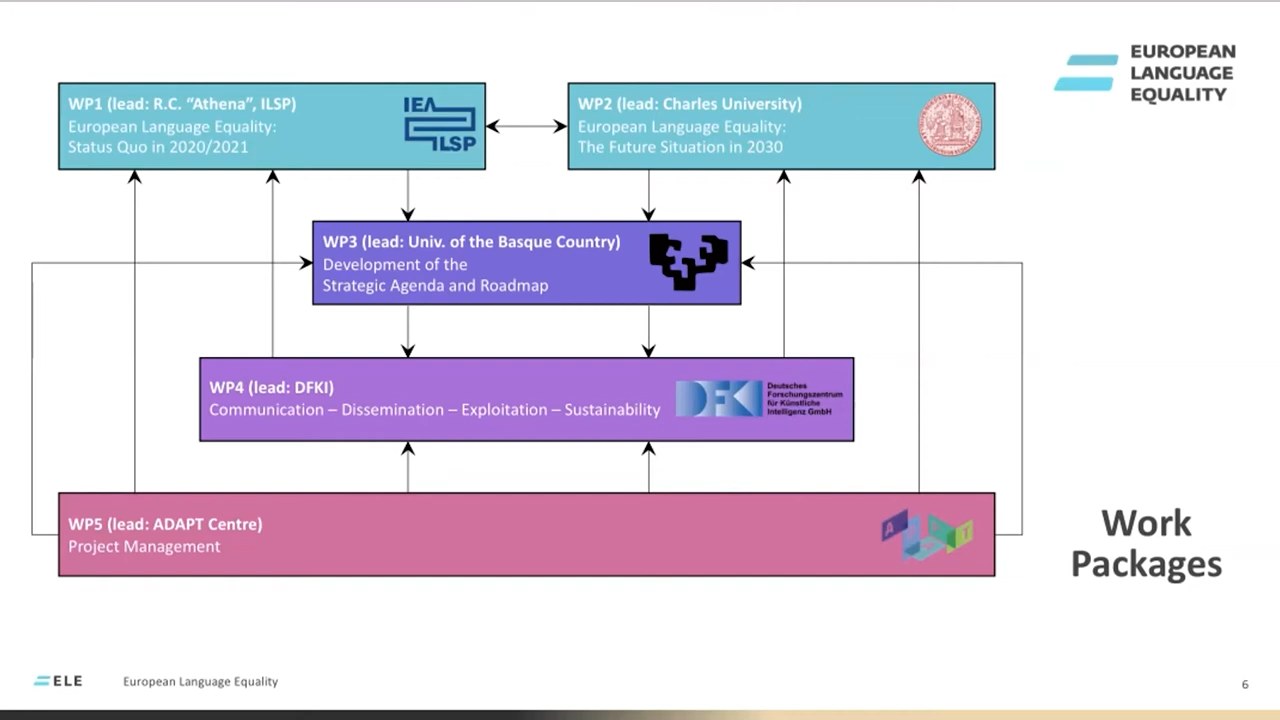 EUROPEAN
LANGUAGE
EQUALITY
WP1 (lead: R.C. “Athena”, ILSP)
European Language Equality:
Status Quo in 2020/2021
ΙΕΛ
ILSP
WP2 (lead: Charles University)
European Language Equality:
The Future Situation in 2030
WP3 (lead: Univ. of the Basque Country)
Development of the
Strategic Agenda and Roadmap
WP4 (lead: DFKI)
Communication – Dissemination – Exploitation – Sustainability
DFKI
Deutsches
Forschungszentrum
für Künstliche
Intelligenz GmbH
WP5 (lead: ADAPT Centre)
Project Management
ADAPT
Work
Packages
ELE
European Language Equality
6